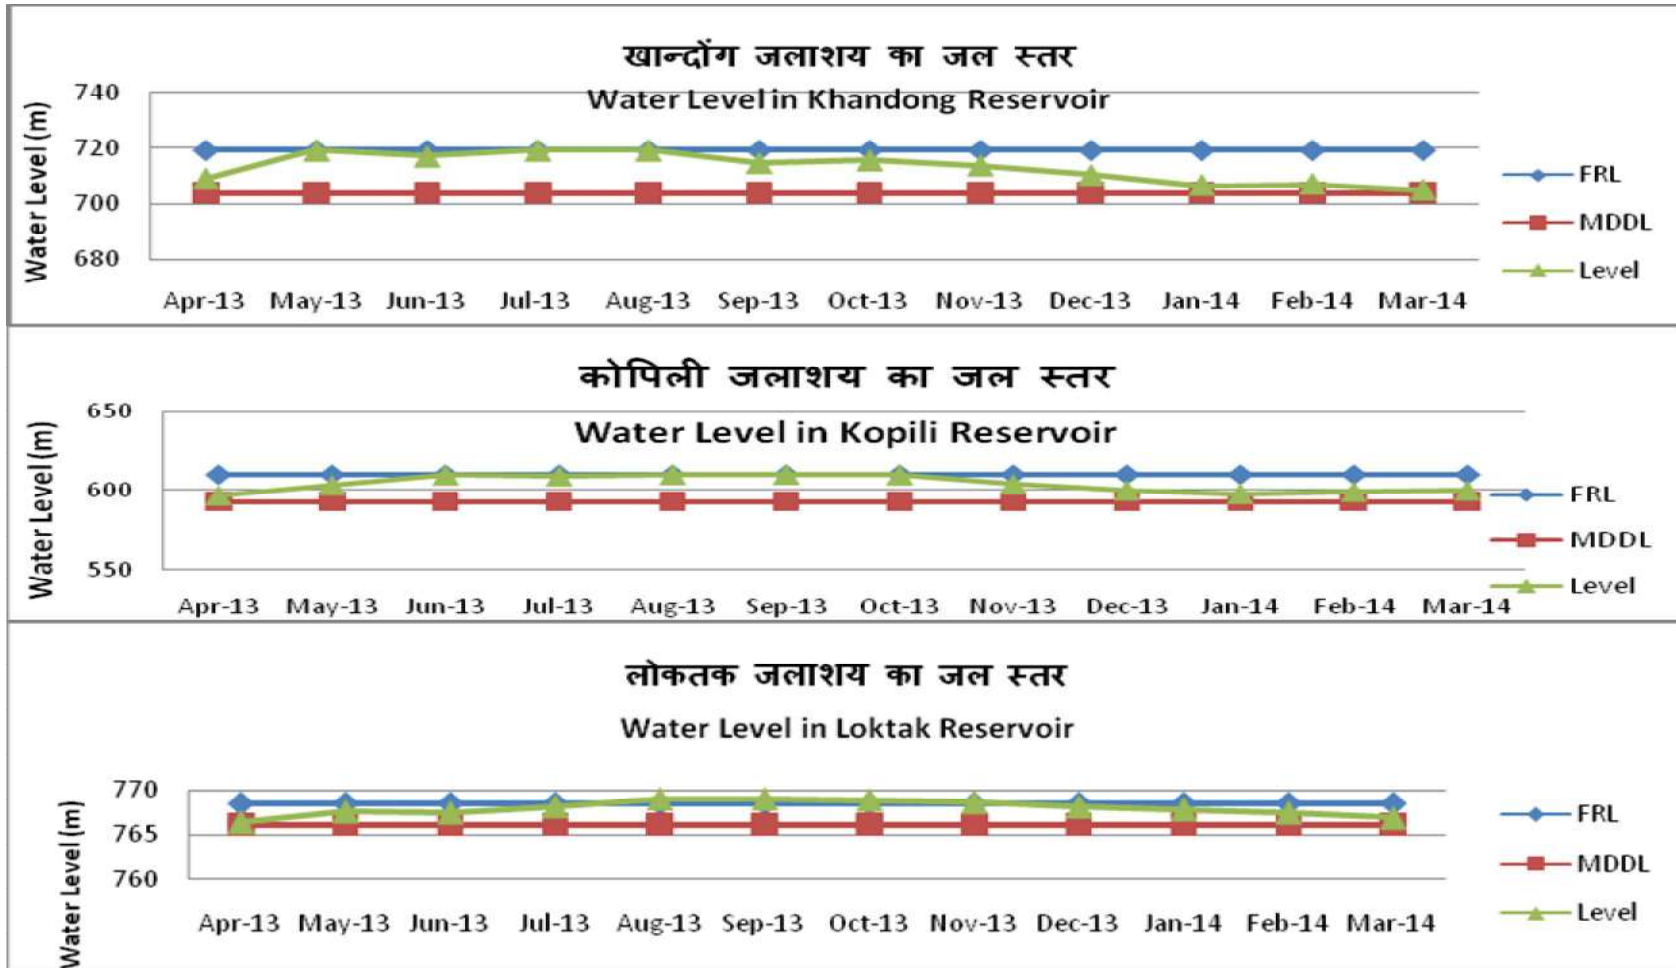 खान्दोंग जलाशय का जल स्तर
Water Level in Khandong Reservoir
Water Level (m)
740
720
700
680
Apr-13 May-13 Jun-13 Jul-13 Aug-13 Sep-13 Oct-13 Nov-13 Dec-13 Jan-14 Feb-14 Mar-14
FRL
MDDL
Level
कोपिली जलाशय का जल स्तर
Water Level in Kopili Reservoir
Water Level (m)
650
600
550
Apr-13 May-13 Jun-13 Jul-13 Aug-13 Sep-13 Oct-13 Nov-13 Dec-13 Jan-14 Feb-14 Mar-14
FRL
MDDL
Level
लोकतक जलाशय का जल स्तर
Water Level in Loktak Reservoir
Water Level (m)
770
765
760
Apr-13 May-13 Jun-13 Jul-13 Aug-13 Sep-13 Oct-13 Nov-13 Dec-13 Jan-14 Feb-14 Mar-14
FRL
MDDL
Level